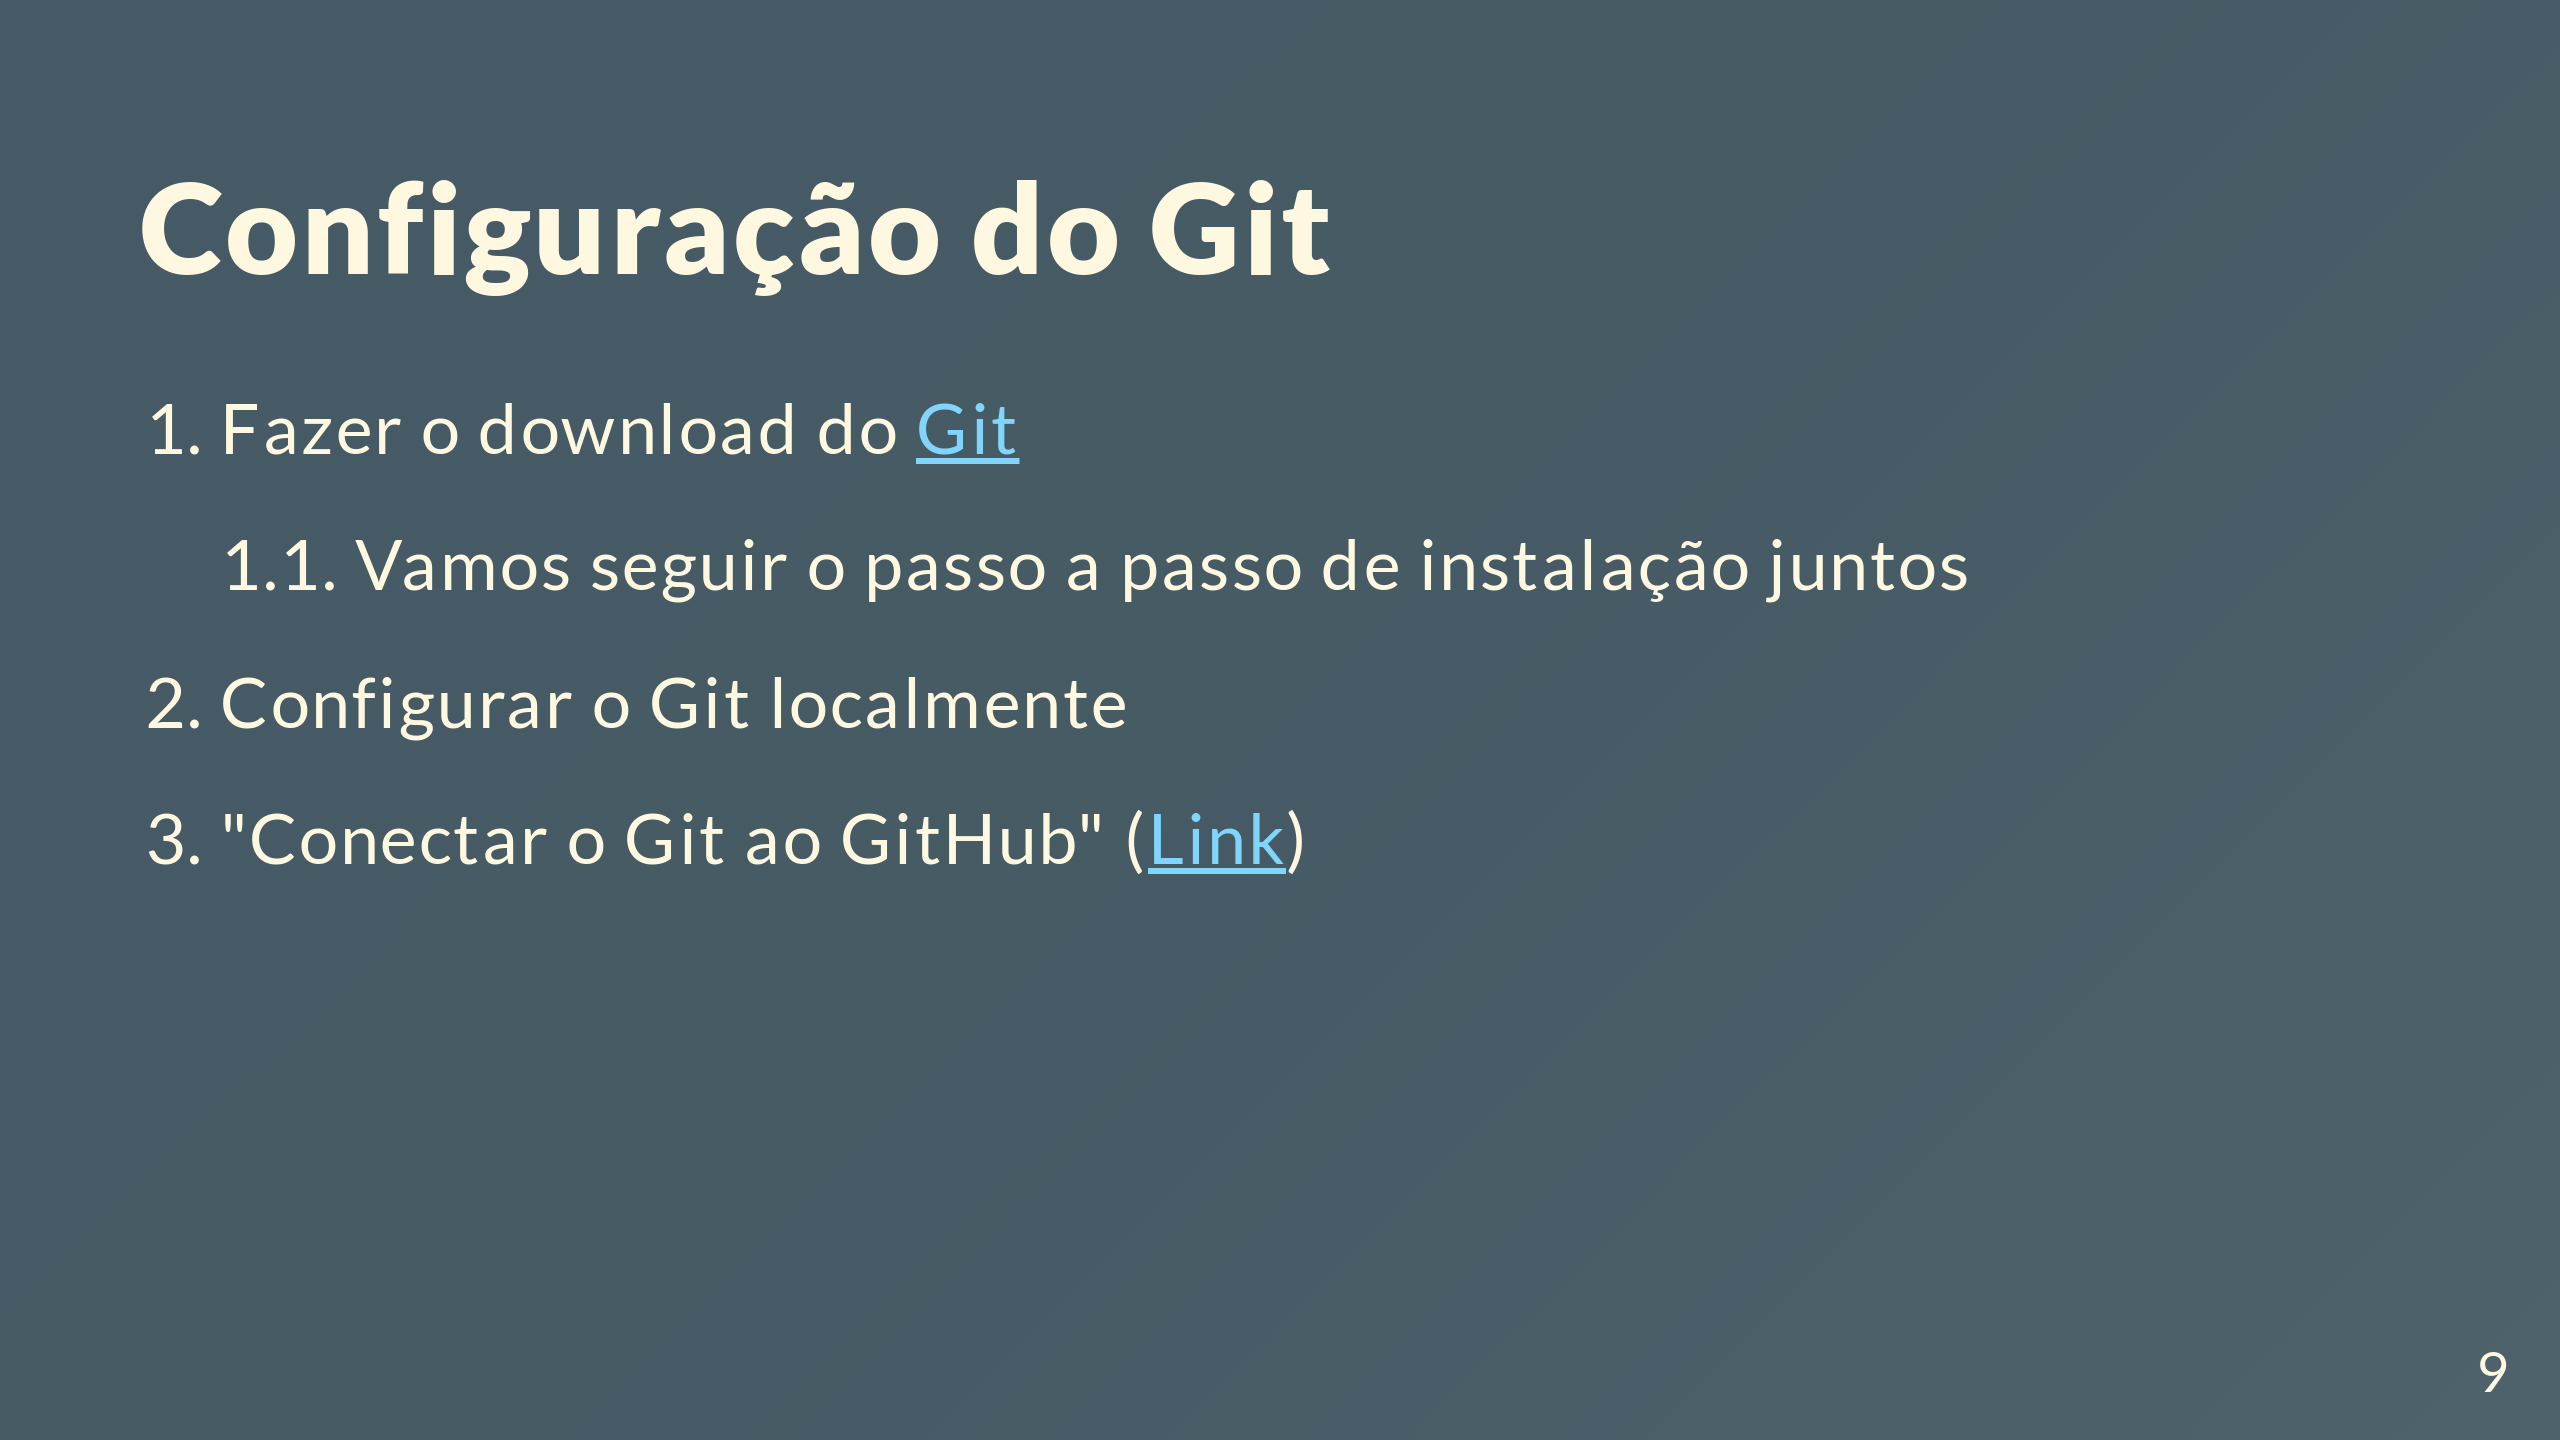 Configuração do Git
1. Fazer o download do Git
1.1. Vamos seguir o passo a passo de instalação juntos
2. Configurar o Git localmente
3. "Conectar o Git ao GitHub" (Link)
9